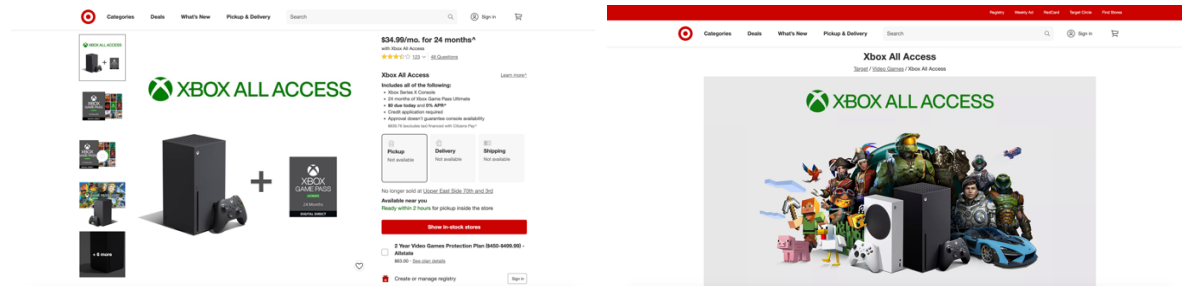 Categories
Deals
What's New
Pickup & Delivery
Search
Sign in
XBOX ALL ACCESS
+ 6 more
XBOX ALL ACCESS
XBOX
GAME PASS
24 Months
DIGITAL DIRECT
$34.99/mo. for 24 months^
with Xbox All Access
123
46 Questions
Xbox All Access
Learn more^
Includes all of the following:
Xbox Series X Console
24 months of Xbox Game Pass Ultimate
$0 due today and 0% APR^
Credit application required
Approval doesn't guarantee console availability
Pickup
Not available
Delivery
Not available
Shipping
Not available
No longer sold at Upper East Side 70th and 3rd
Available near you
Ready within 2 hours for pickup inside the store
Show in-stock stores
2 Year Video Games Protection Plan ($450-$499.99) -
Allstate
$63.00 · See plan details
Create or manage registry
Sign in
Registry
Weekly Ad
RedCard
Target Circle
Find Stores
Categories
Deals
What's New
Pickup & Delivery
Search
Sign in
Xbox All Access
Target / Video Games / Xbox All Access
XBOX ALL ACCESS